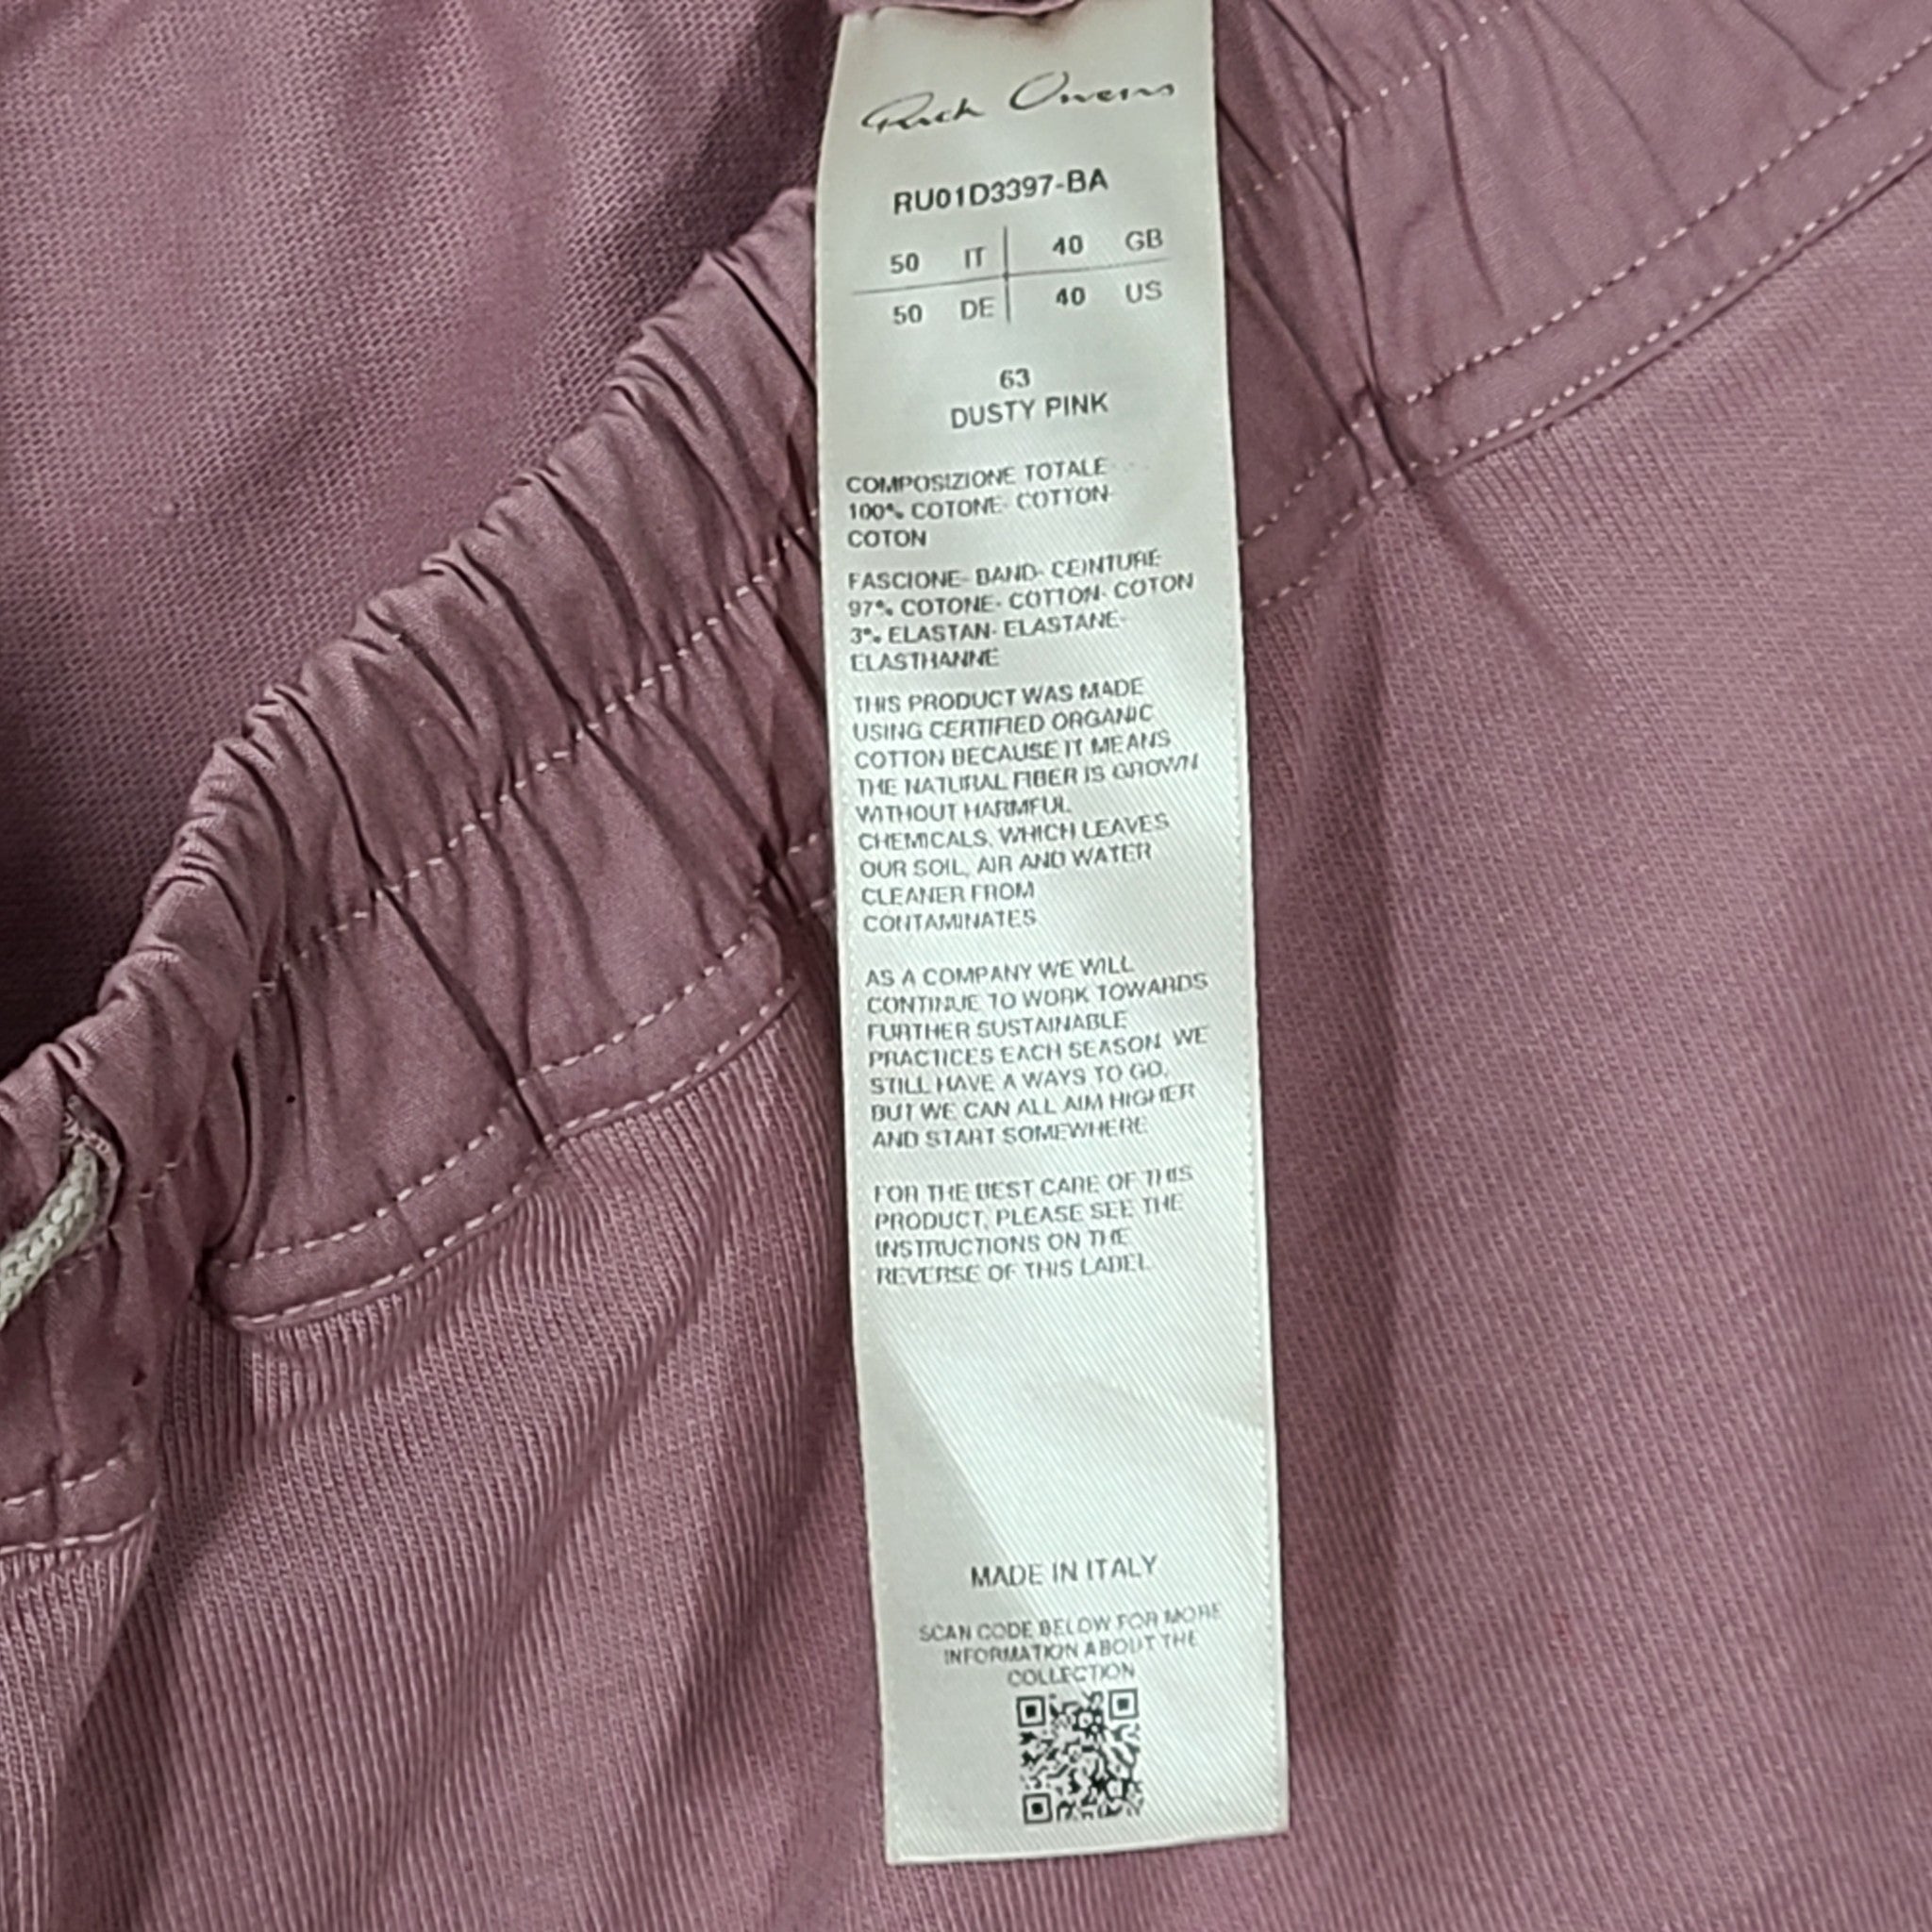 Rick Owens
RU01D3397-BA
50 IT 40 GB
50 DE 40 US
63
DUSTY PINK
COMPOSIZIONE TOTALE
100% COTONE- COTTON-
COTON
FASCIONE- BAND- CEINTURE
97% COTONE- COTTON- COTON
3% ELASTAN- ELASTANE-
ELASTHANNE
THIS PRODUCT WAS MADE
USING CERTIFIED ORGANIC
COTTON BECAUSE IT MEANS
THE NATURAL FIBER IS GROWN
WITHOUT HARMFUL
CHEMICALS, WHICH LEAVES
OUR SOIL, AIR AND WATER
CLEANER FROM
CONTAMINATES
AS A COMPANY WE WILL
CONTINUE TO WORK TOWARDS
FURTHER SUSTAINABLE
PRACTICES EACH SEASON. WE
STILL HAVE A WAYS TO GO,
BUT WE CAN ALL AIM HIGHER
AND START SOMEWHERE
FOR THE BEST CARE OF THIS
PRODUCT, PLEASE SEE THE
INSTRUCTIONS ON THE
REVERSE OF THIS LABEL
MADE IN ITALY
SCAN CODE BELOW FOR MORE
INFORMATION ABOUT THE
COLLECTION